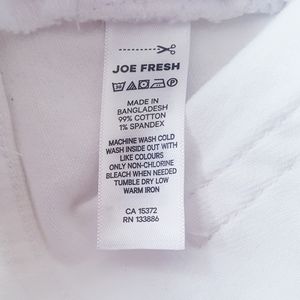 JOE FRESH
MADE IN
BANGLADESH
99% COTTON
1% SPANDEX
MACHINE WASH COLD
WASH INSIDE OUT WITH
LIKE COLOURS
ONLY NON-CHLORINE
BLEACH WHEN NEEDED
TUMBLE DRY LOW
WARM IRON
CA 15372
RN 133886